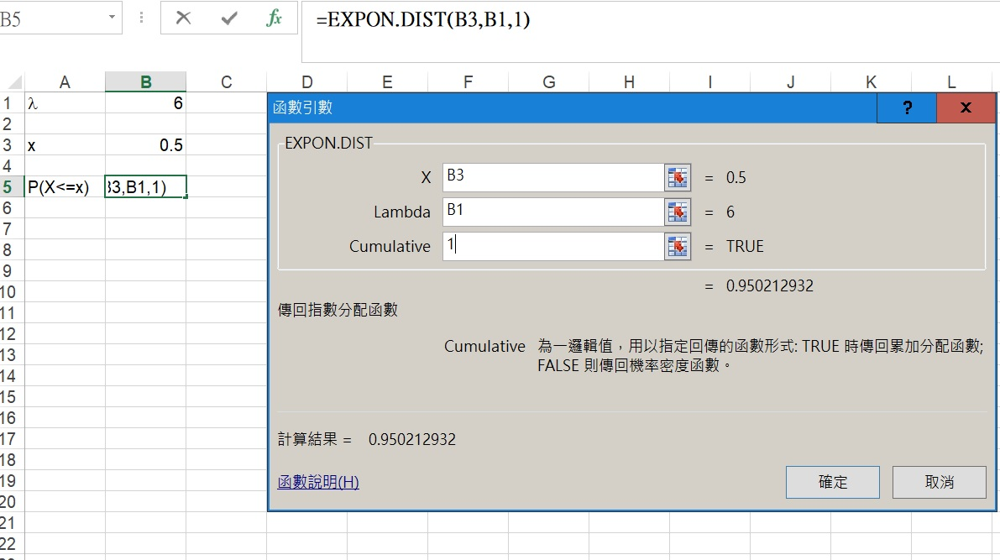 B5
fx
=EXPON.DIST(B3,B1,1)
A B C D E F G H I J K L
1 λ 6
2
3 x 0.5
4
5 P(X<=x) 33,B1,1)
6
7
8
9
10
11
12
13
14
15
16
17
18
19
20
21
22
函數引數
? x
EXPON.DIST
X B3 = 0.5
Lambda B1 = 6
Cumulative 1 = TRUE
= 0.950212932
傳回指數分配函數
Cumulative 為一邏輯值，用以指定回傳的函數形式: TRUE 時傳回累加分配函數;
FALSE 則傳回機率密度函數。
計算結果 = 0.950212932
函數說明(H)
確定 取消